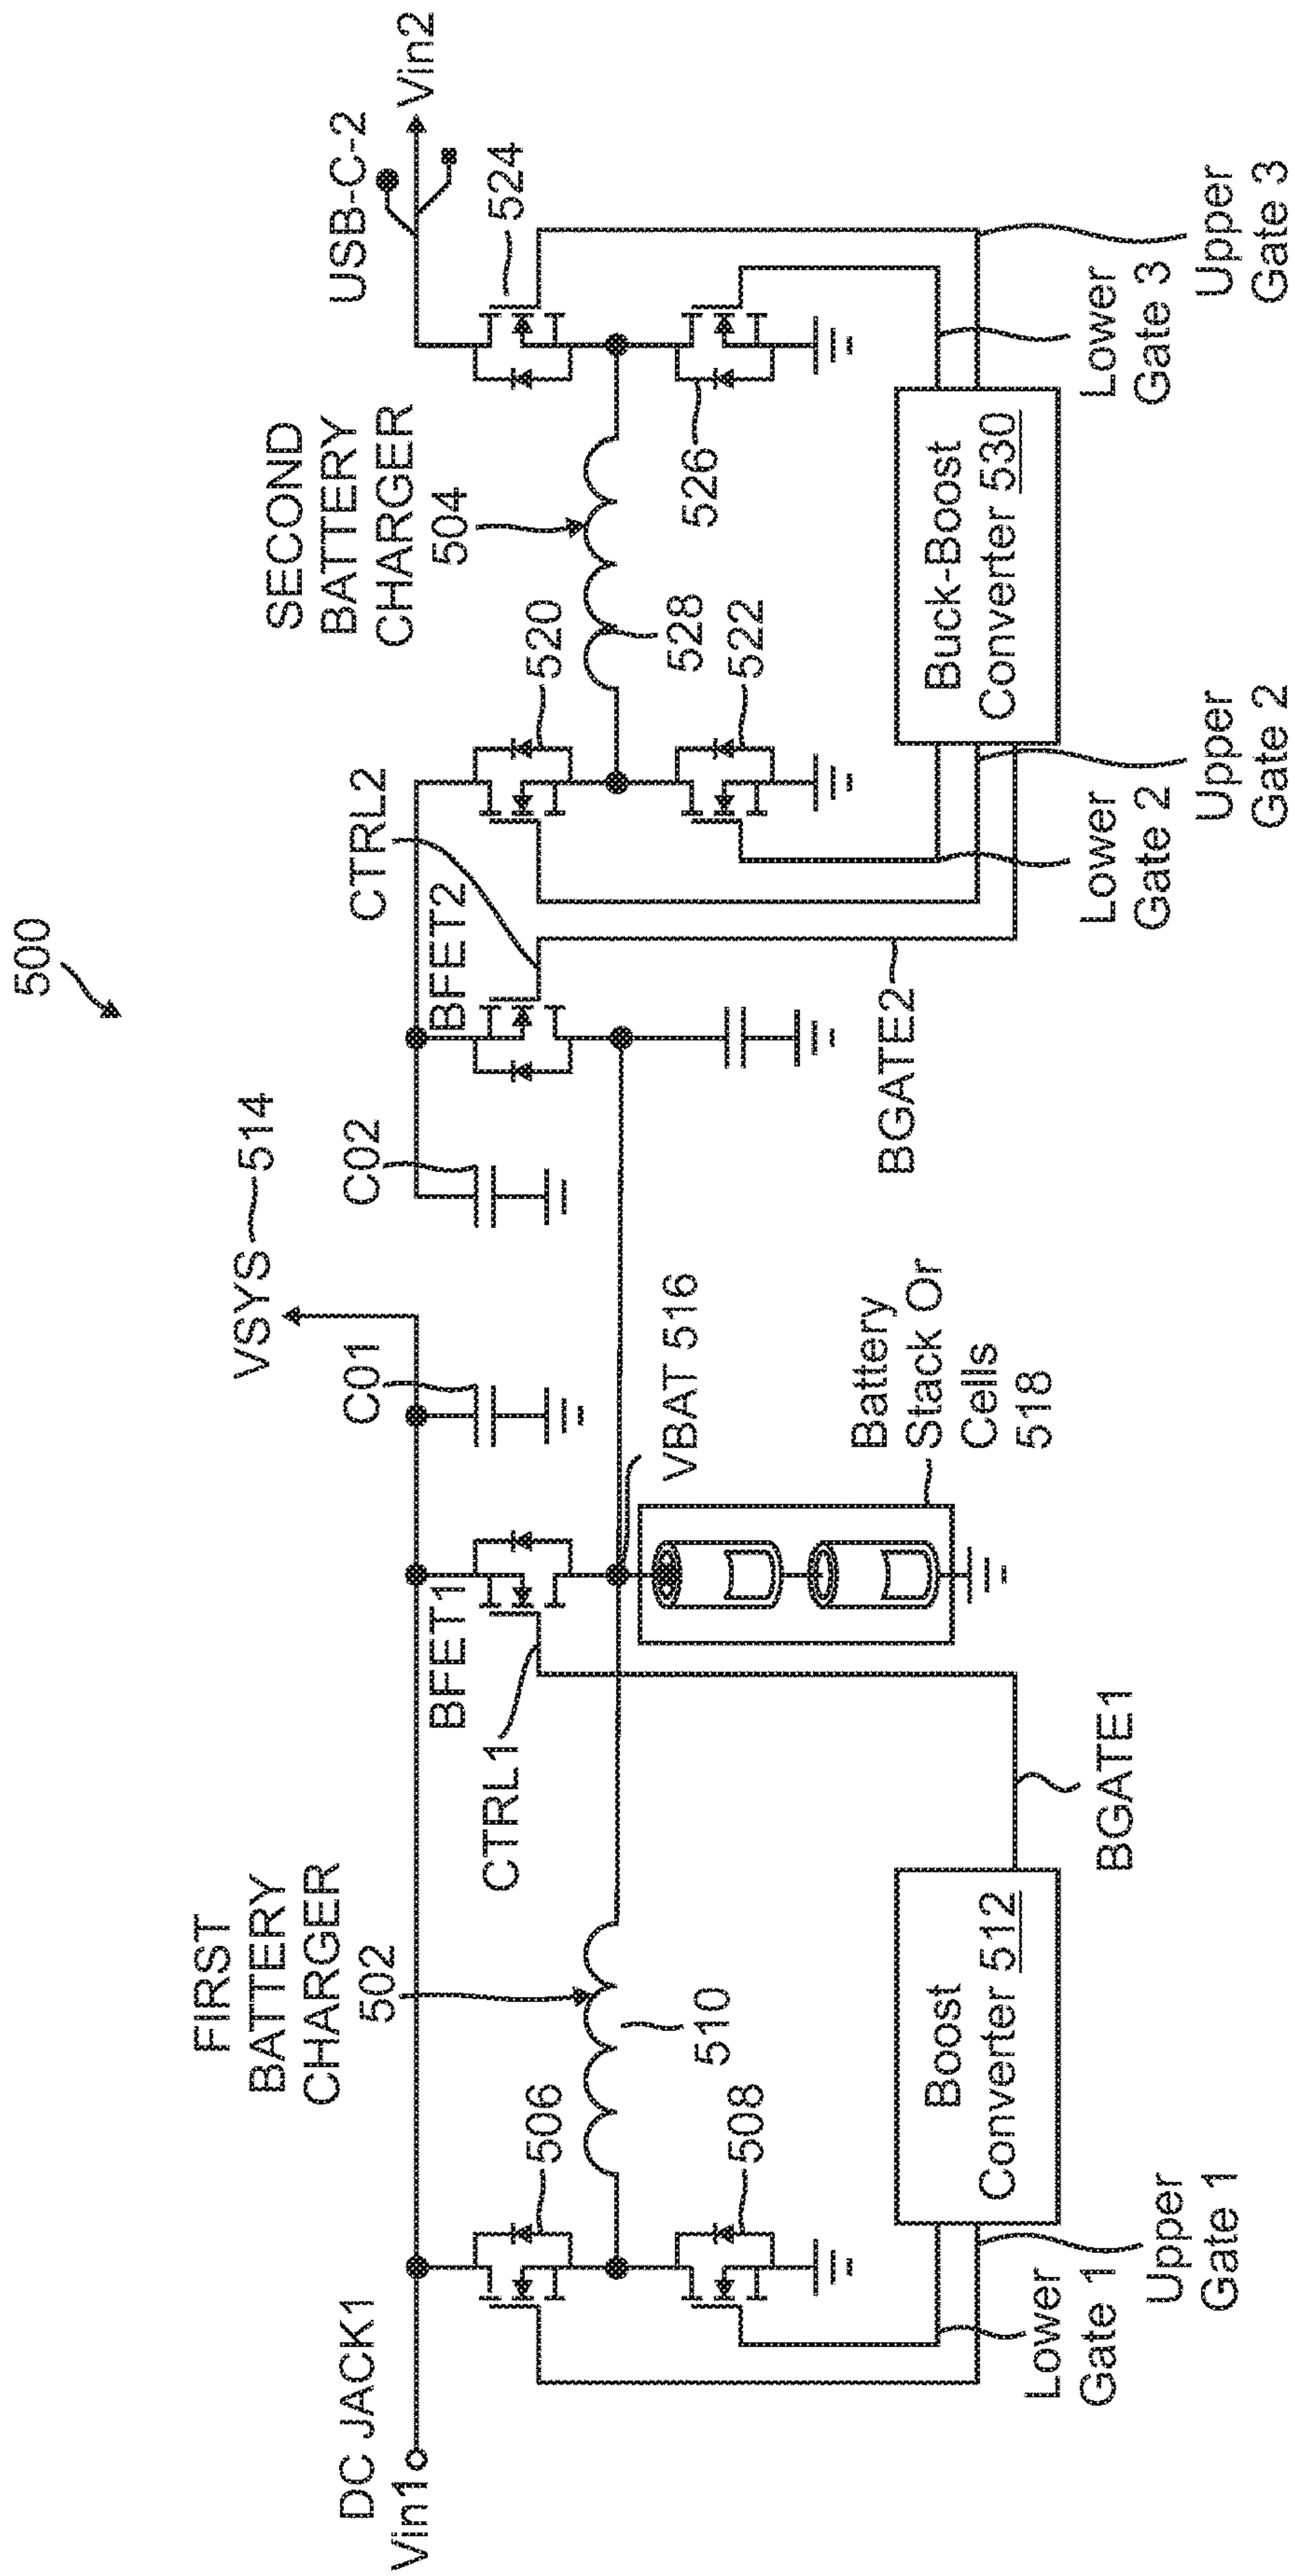 500
FIRST
BATTERY
CHARGER
502
VSYS 514
SECOND
BATTERY
CHARGER
504
DC JACK1
Vin1
USB-C-2
Vin2
C01
C02
CTRL2
BFET1
BFET2
CTRL1
506
508
510
520
522
524
526
528
VBAT 516
Battery
Stack Or
Cells
518
BGATE2
Boost
Converter 512
Buck-Boost
Converter 530
Lower
Gate 1
Upper
Gate 1
BGATE1
Lower
Gate 2
Upper
Gate 2
Lower
Gate 3
Upper
Gate 3